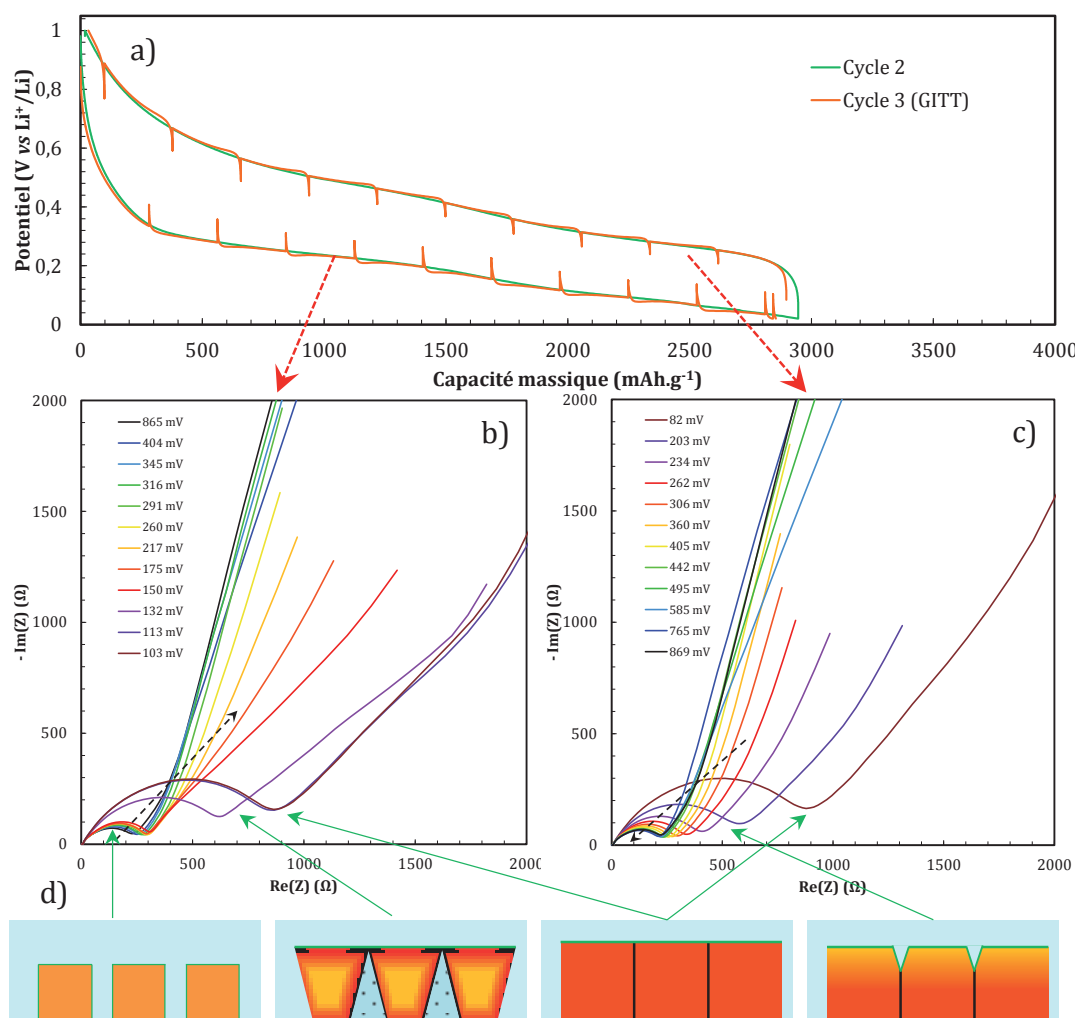 a)
Cycle 2
Cycle 3 (GITT)
Potentiel (V vs Li⁺/Li)
1
0,8
0,6
0,4
0,2
0
0 500 1000 1500 2000 2500 3000 3500 4000
Capacité massique (mAh.g⁻¹)
b)
- Im(Z) (Ω)
2000
1500
1000
500
0
865 mV
404 mV
345 mV
316 mV
291 mV
260 mV
217 mV
175 mV
150 mV
132 mV
113 mV
103 mV
0 500 1000 1500 2000
Re(Z) (Ω)
c)
- Im(Z) (Ω)
2000
1500
1000
500
0
82 mV
203 mV
234 mV
262 mV
306 mV
360 mV
405 mV
442 mV
495 mV
585 mV
765 mV
869 mV
0 500 1000 1500 2000
Re(Z) (Ω)
d)